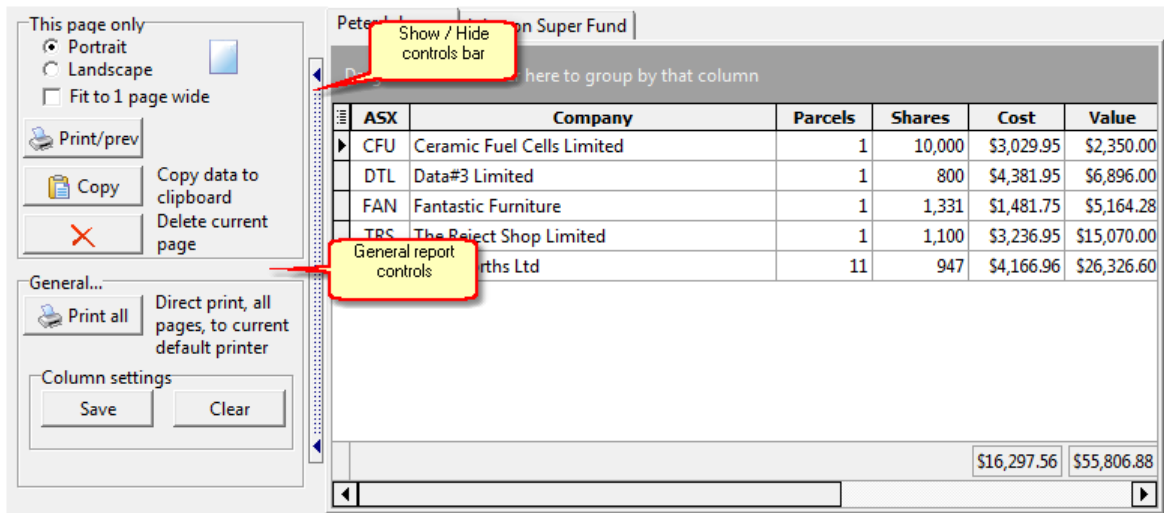 This page only
Portrait
Landscape
Fit to 1 page wide
Print/prev
Copy
Copy data to
clipboard
Delete current
page
General...
Print all
Direct print, all
pages, to current
default printer
Column settings
Save
Clear
Show / Hide
controls bar
General report
controls
Super Fund
here to group by that column
ASX Company Parcels Shares Cost Value
CFU Ceramic Fuel Cells Limited 1 10,000 $3,029.95 $2,350.00
DTL Data#3 Limited 1 800 $4,381.95 $6,896.00
FAN Fantastic Furniture 1 1,331 $1,481.75 $5,164.28
TRS The Reject Shop Limited 1 1,100 $3,236.95 $15,070.00
Ltd 11 947 $4,166.96 $26,326.60
$16,297.56 $55,806.88